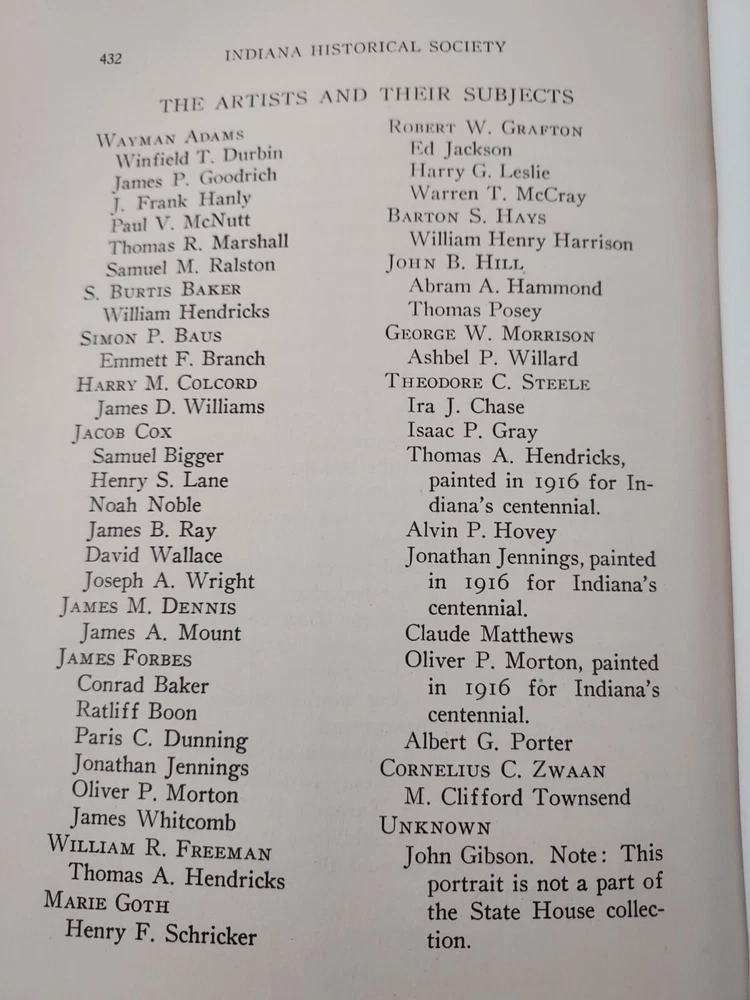 432
INDIANA HISTORICAL SOCIETY
THE ARTISTS AND THEIR SUBJECTS
WAYMAN ADAMS
Winfield T. Durbin
James P. Goodrich
J. Frank Hanly
Paul V. McNutt
Thomas R. Marshall
Samuel M. Ralston
S. BURTIS BAKER
William Hendricks
SIMON P. BAUS
Emmett F. Branch
HARRY M. COLCORD
James D. Williams
JACOB COX
Samuel Bigger
Henry S. Lane
Noah Noble
James B. Ray
David Wallace
Joseph A. Wright
JAMES M. DENNIS
James A. Mount
JAMES FORBES
Conrad Baker
Ratliff Boon
Paris C. Dunning
Jonathan Jennings
Oliver P. Morton
James Whitcomb
WILLIAM R. FREEMAN
Thomas A. Hendricks
MARIE GOTH
Henry F. Schricker
ROBERT W. GRAFTON
Ed Jackson
Harry G. Leslie
Warren T. McCray
BARTON S. HAYS
William Henry Harrison
JOHN B. HILL
Abram A. Hammond
Thomas Posey
GEORGE W. MORRISON
Ashbel P. Willard
THEODORE C. STEELE
Ira J. Chase
Isaac P. Gray
Thomas A. Hendricks,
painted in 1916 for In-
diana's centennial.
Alvin P. Hovey
Jonathan Jennings, painted
in 1916 for Indiana's
centennial.
Claude Matthews
Oliver P. Morton, painted
in 1916 for Indiana's
centennial.
Albert G. Porter
CORNELIUS C. ZWAAN
M. Clifford Townsend
UNKNOWN
John Gibson. Note: This
portrait is not a part of
the State House collec-
tion.